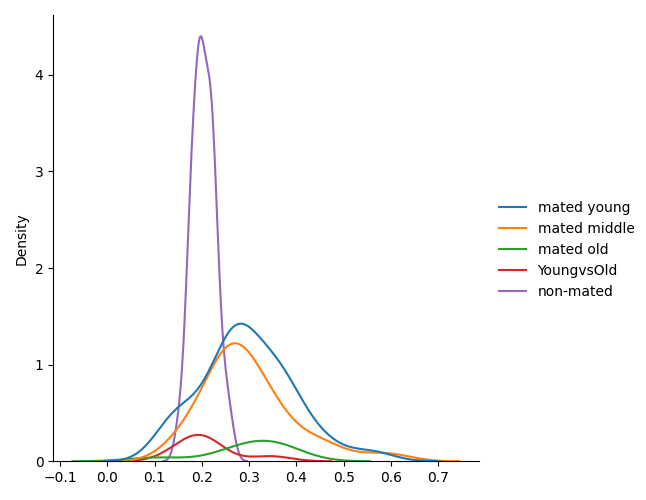 4
3
2
1
0
Density
−0.1 0.0 0.1 0.2 0.3 0.4 0.5 0.6 0.7
mated young
mated middle
mated old
YoungvsOld
non-mated